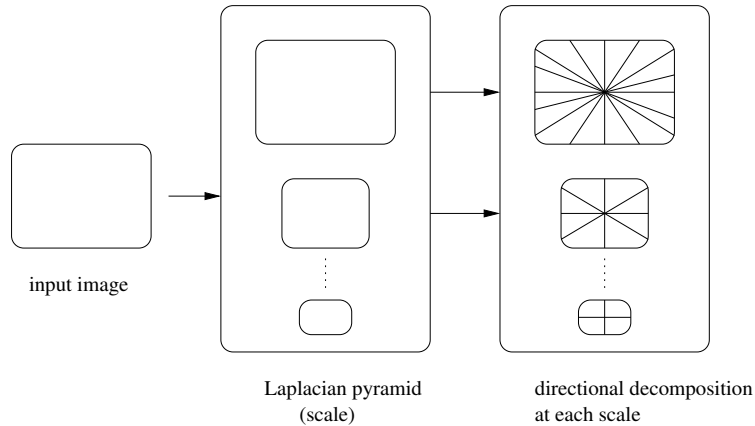 input image
Laplacian pyramid
(scale)
directional decomposition
at each scale